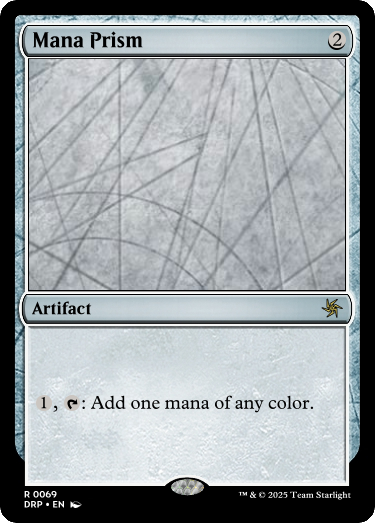 Mana Prism 2
Artifact
1, : Add one mana of any color.
R 0069
DRP • EN
™ & © 2025 Team Starlight